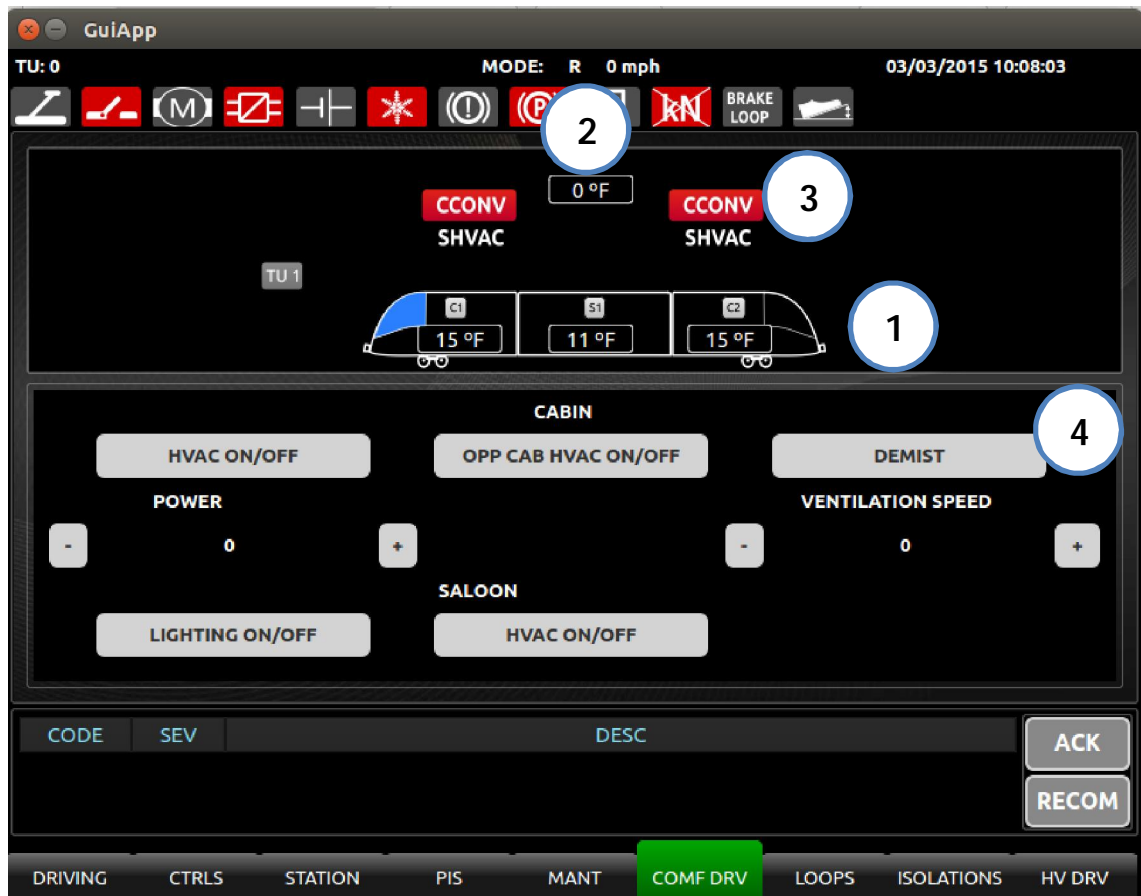 GuiApp
TU: 0 MODE: R 0 mph 03/03/2015 10:08:03
M P kN BRAKE LOOP
2
0 ºF
CCONV CCONV 3
SHVAC SHVAC
TU 1
C1 S1 C2
15 ºF 11 ºF 15 ºF 1
CABIN 4
HVAC ON/OFF OPP CAB HVAC ON/OFF DEMIST
POWER VENTILATION SPEED
- 0 + - 0 +
SALOON
LIGHTING ON/OFF HVAC ON/OFF
CODE SEV DESC ACK
RECOM
DRIVING CTRLS STATION PIS MANT COMF DRV LOOPS ISOLATIONS HV DRV